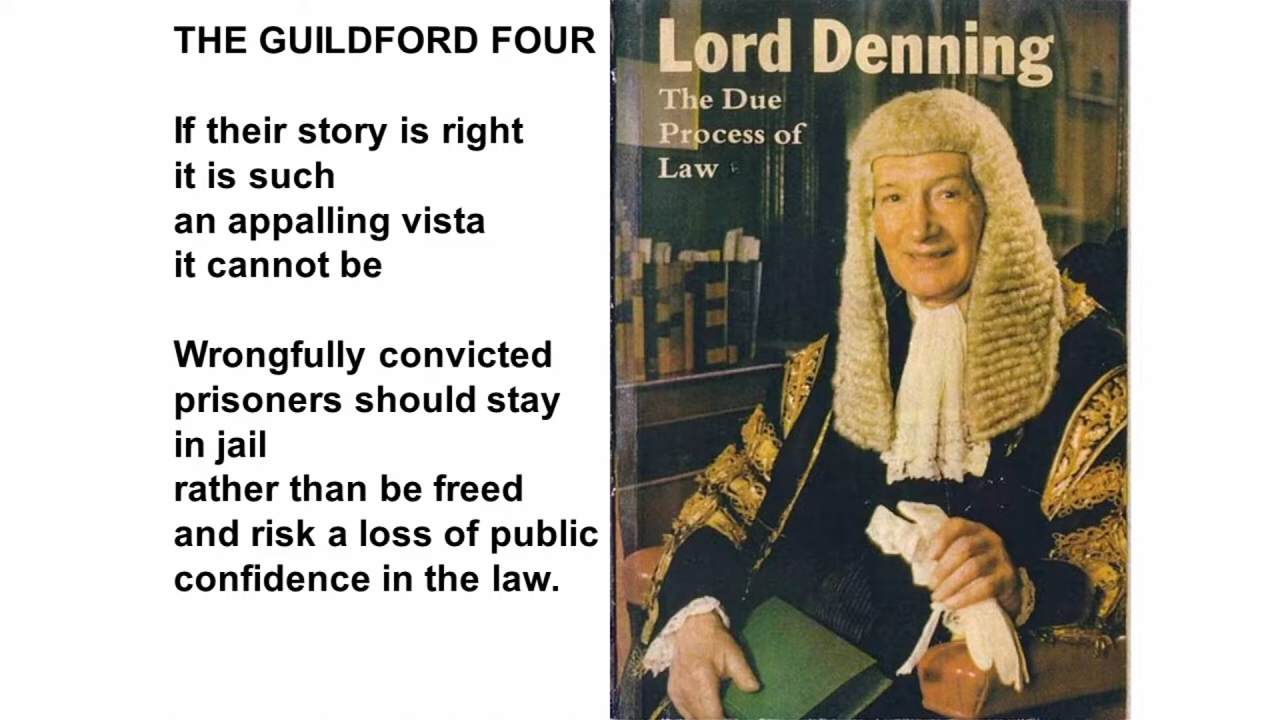 THE GUILDFORD FOUR
If their story is right
it is such
an appalling vista
it cannot be
Wrongfully convicted
prisoners should stay
in jail
rather than be freed
and risk a loss of public
confidence in the law.
Lord Denning
The Due
Process of
Law